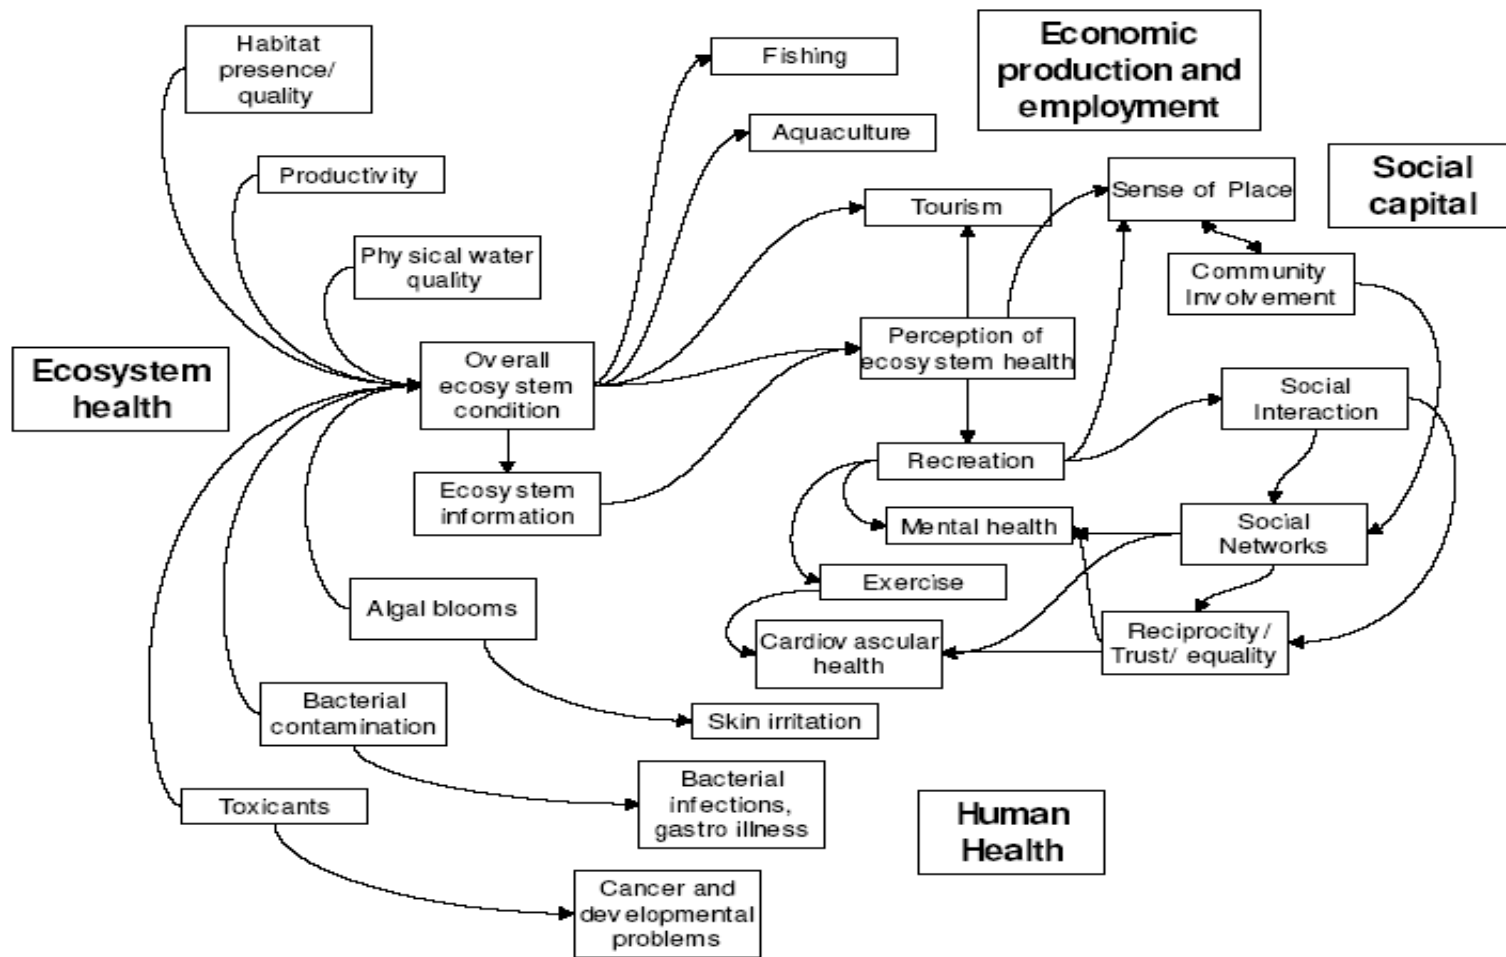 Habitat
presence/
quality
Fishing
Economic
production and
employment
Aquaculture
Productivity
Social
capital
Sense of Place
Tourism
Physical water
quality
Community
Involvement
Perception of
ecosystem health
Ecosystem
health
Overall
ecosystem
condition
Social
Interaction
Recreation
Ecosystem
information
Mental health
Social
Networks
Exercise
Algal blooms
Cardiovascular
health
Reciprocity/
Trust/ equality
Bacterial
contamination
Skin irritation
Bacterial
infections,
gastro illness
Toxicants
Human
Health
Cancer and
developmental
problems